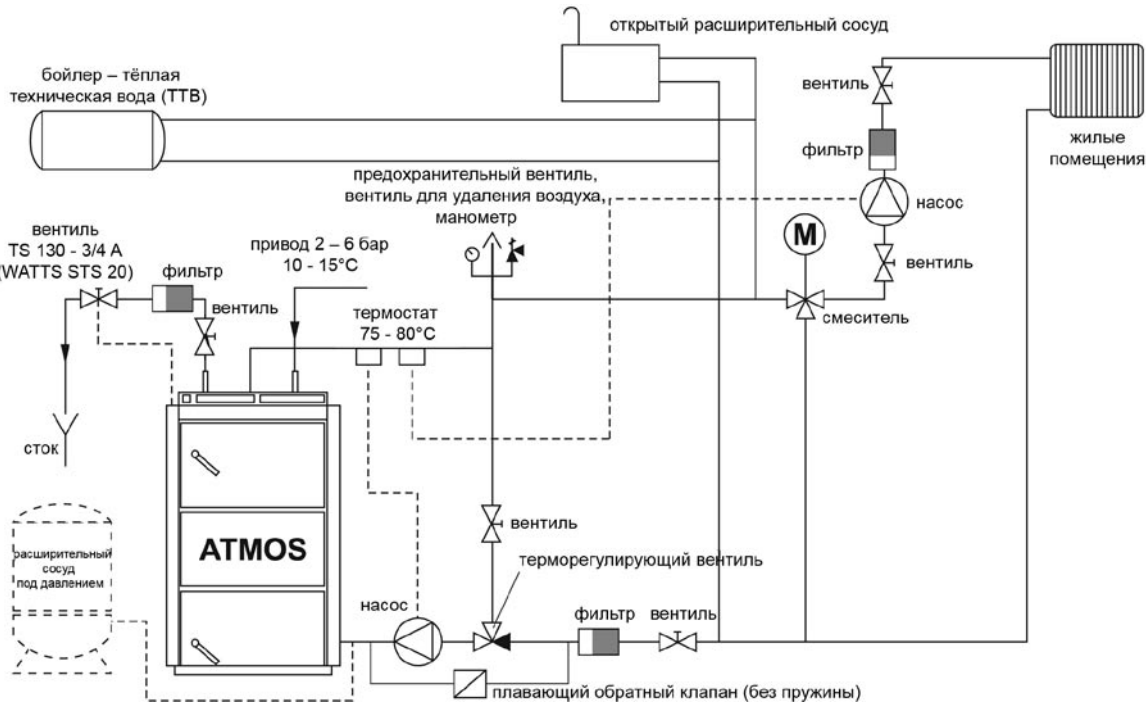 открытый расширительный сосуд
бойлер – тёплая
техническая вода (ТТВ)
вентиль
фильтр
жилые
помещения
предохранительный вентиль,
вентиль для удаления воздуха,
манометр
насос
M
вентиль
TS 130 - 3/4 A
(WATTS STS 20)
фильтр
привод 2 – 6 бар
10 - 15°C
вентиль
вентиль
термостат
75 - 80°C
смеситель
сток
вентиль
ATMOS
расширительный
сосуд
под давлением
терморегулирующий вентиль
насос
фильтр
вентиль
плавающий обратный клапан (без пружины)